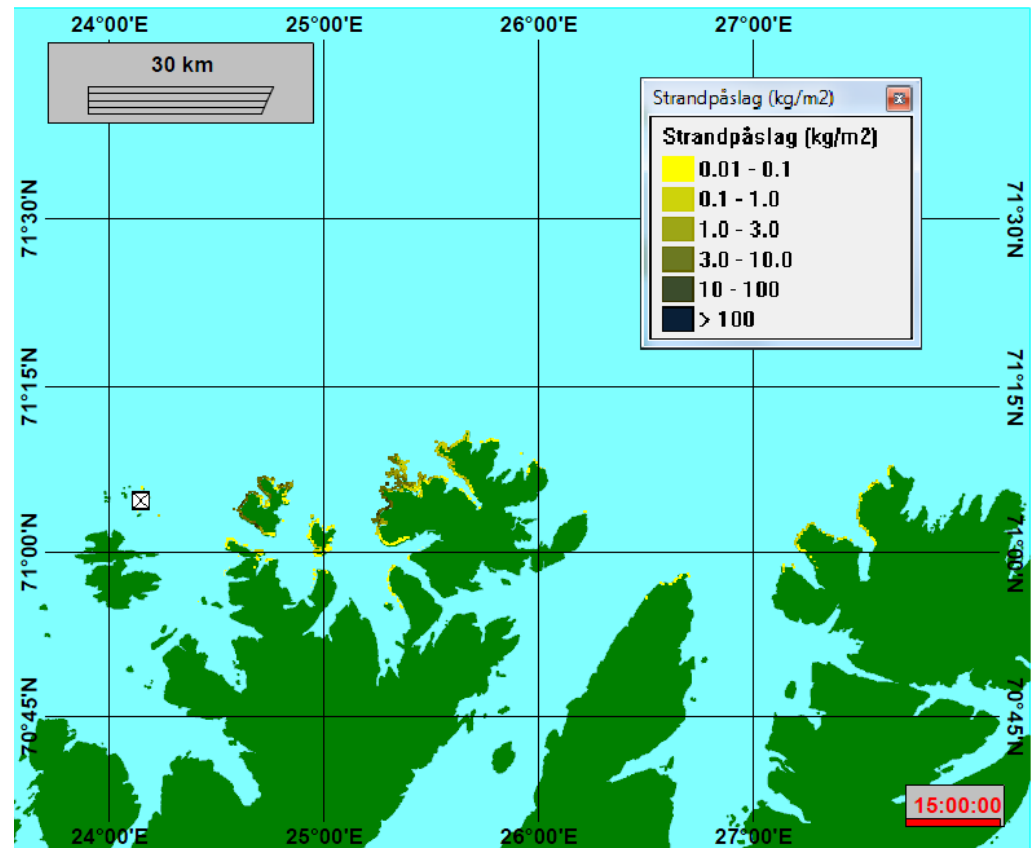 24°00'E 25°00'E 26°00'E 27°00'E
30 km
Strandpåslag (kg/m2)
Strandpåslag (kg/m2)
0.01 - 0.1
0.1 - 1.0
1.0 - 3.0
3.0 - 10.0
10 - 100
> 100
71°30'N 71°30'N
71°15'N 71°15'N
71°00'N 71°00'N
70°45'N 70°45'N
15:00:00
24°00'E 25°00'E 26°00'E 27°00'E